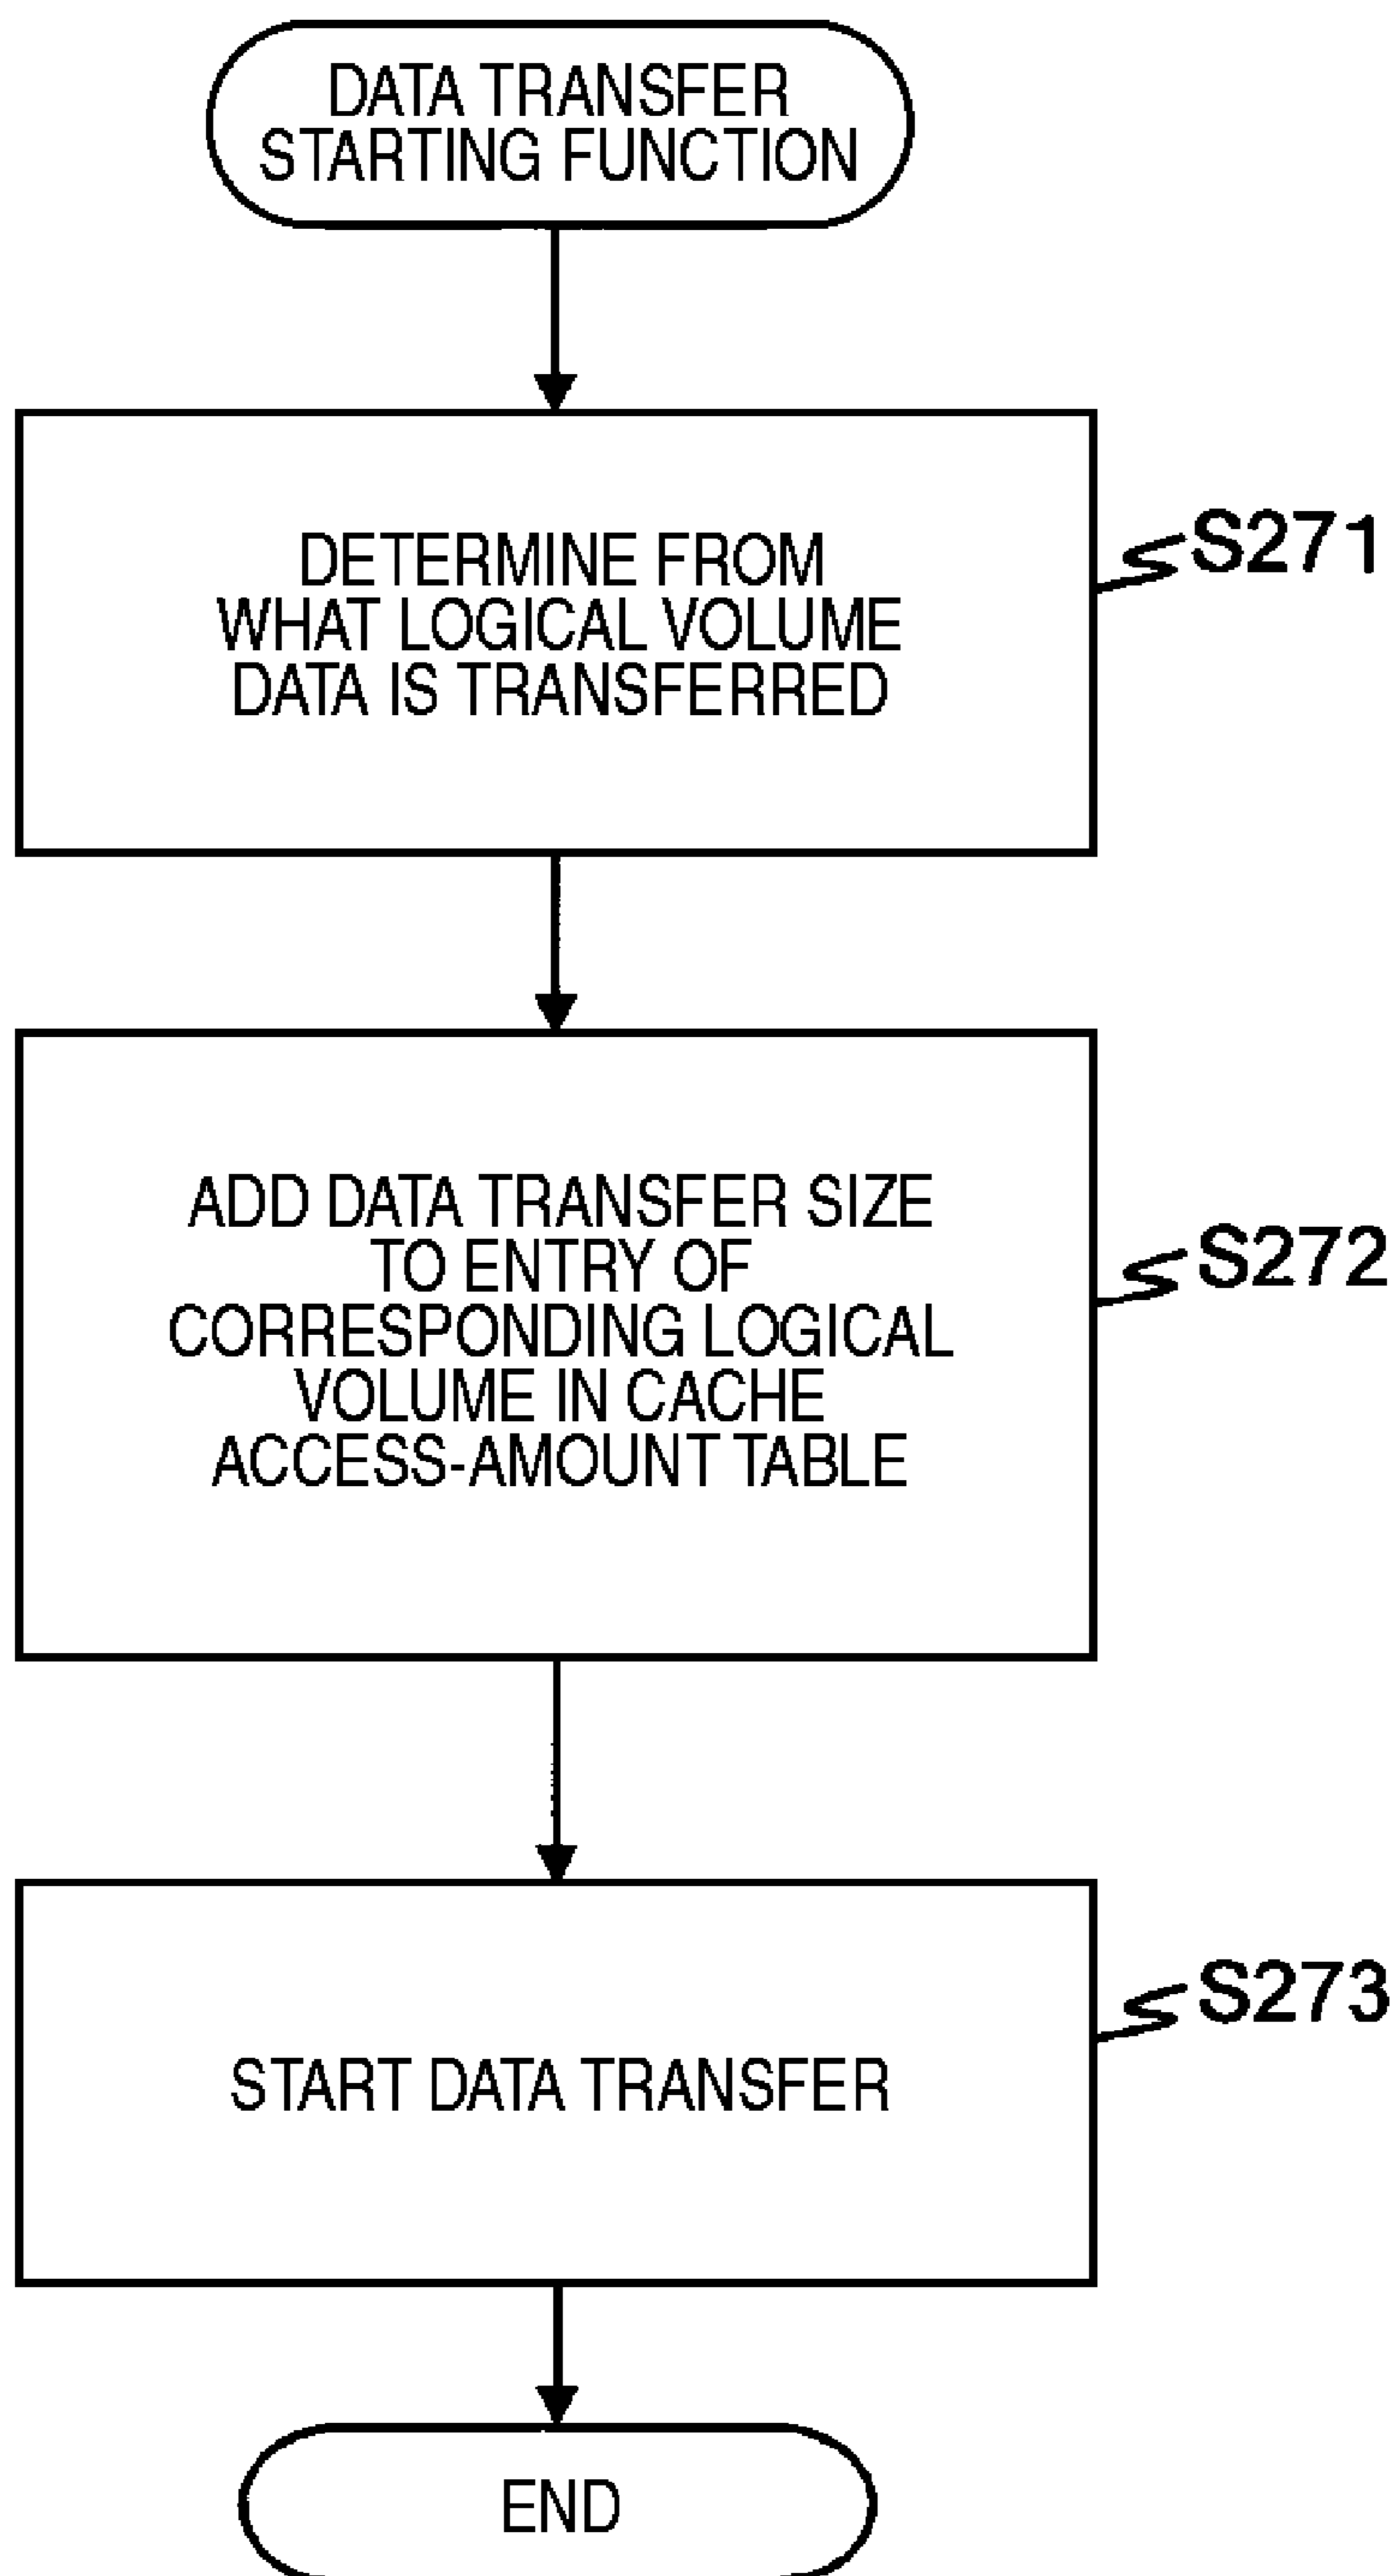 DATA TRANSFER
STARTING FUNCTION
DETERMINE FROM
WHAT LOGICAL VOLUME
DATA IS TRANSFERRED
S271
ADD DATA TRANSFER SIZE
TO ENTRY OF
CORRESPONDING LOGICAL
VOLUME IN CACHE
ACCESS-AMOUNT TABLE
S272
START DATA TRANSFER
S273
END